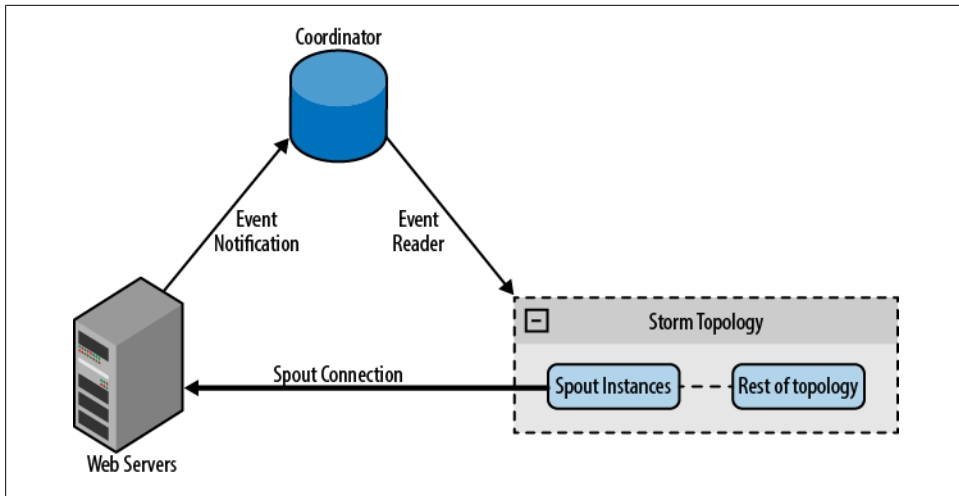 Coordinator
Event
Notification
Event
Reader
Storm Topology
Spout Connection
Spout Instances
Rest of topology
Web Servers